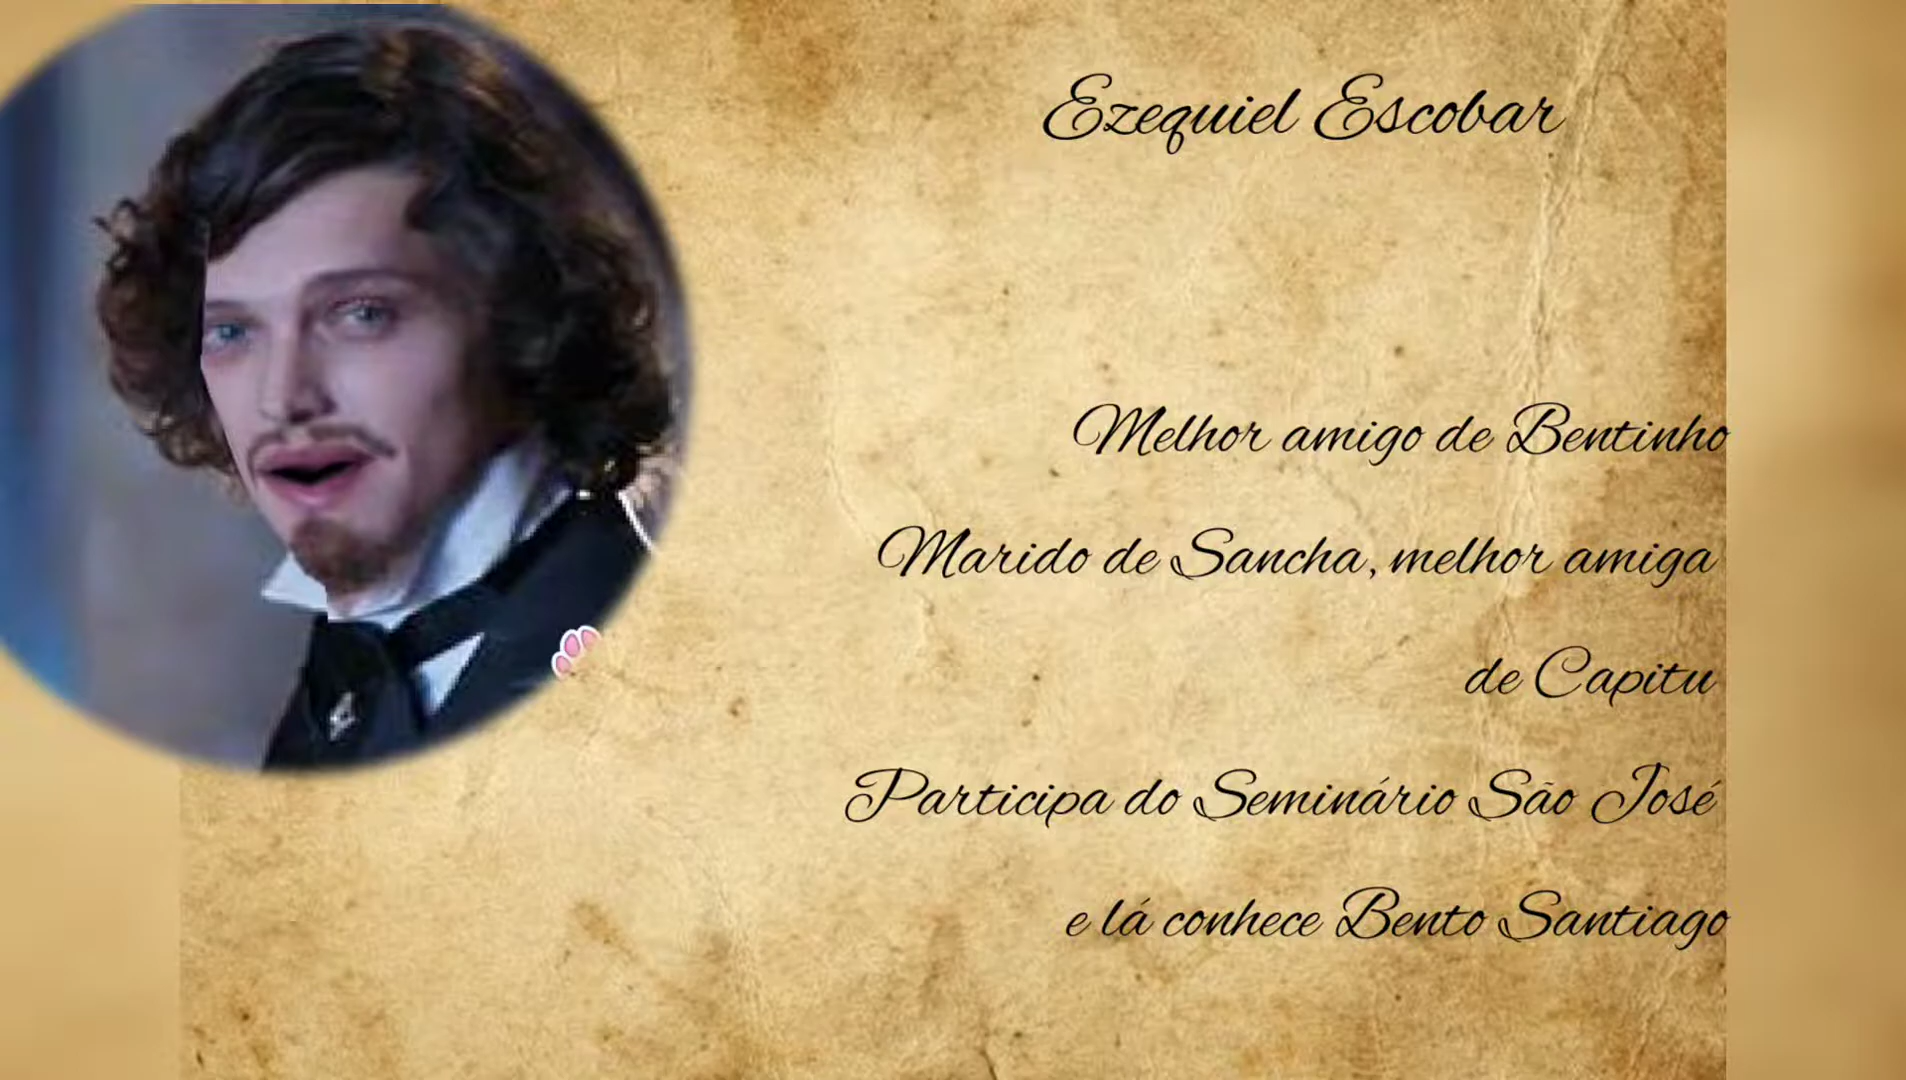 Ezequiel Escobar
Melhor amigo de Bentinho
Marido de Sancha, melhor amiga
de Capitu
Participa do Seminário São José
e lá conhece Bento Santiago